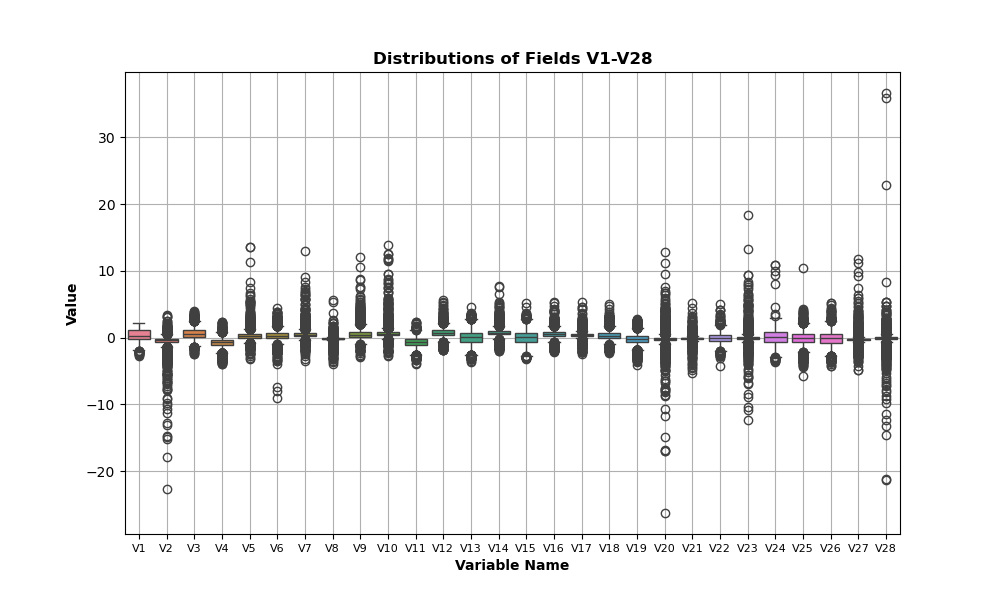 Distributions of Fields V1-V28
Value
30
20
10
0
−10
−20
V1 V2 V3 V4 V5 V6 V7 V8 V9 V10 V11 V12 V13 V14 V15 V16 V17 V18 V19 V20 V21 V22 V23 V24 V25 V26 V27 V28
Variable Name